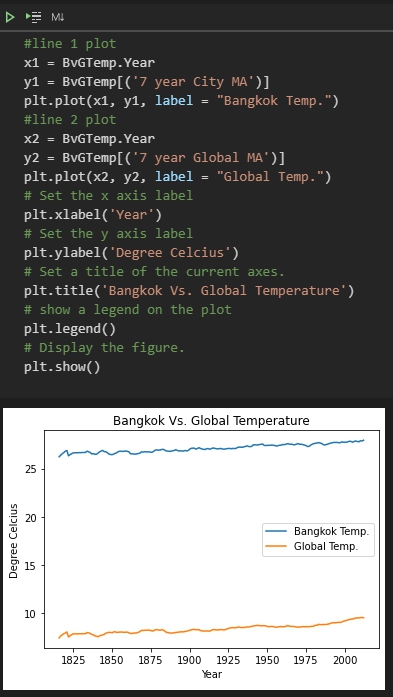 M↓
#line 1 plot
x1 = BvGTemp.Year
y1 = BvGTemp[('7 year City MA')]
plt.plot(x1, y1, label = "Bangkok Temp.")
#line 2 plot
x2 = BvGTemp.Year
y2 = BvGTemp[('7 year Global MA')]
plt.plot(x2, y2, label = "Global Temp.")
# Set the x axis label
plt.xlabel('Year')
# Set the y axis label
plt.ylabel('Degree Celcius')
# Set a title of the current axes.
plt.title('Bangkok Vs. Global Temperature')
# show a legend on the plot
plt.legend()
# Display the figure.
plt.show()
Bangkok Vs. Global Temperature
25
20
15
10
Degree Celcius
Bangkok Temp.
Global Temp.
1825 1850 1875 1900 1925 1950 1975 2000
Year